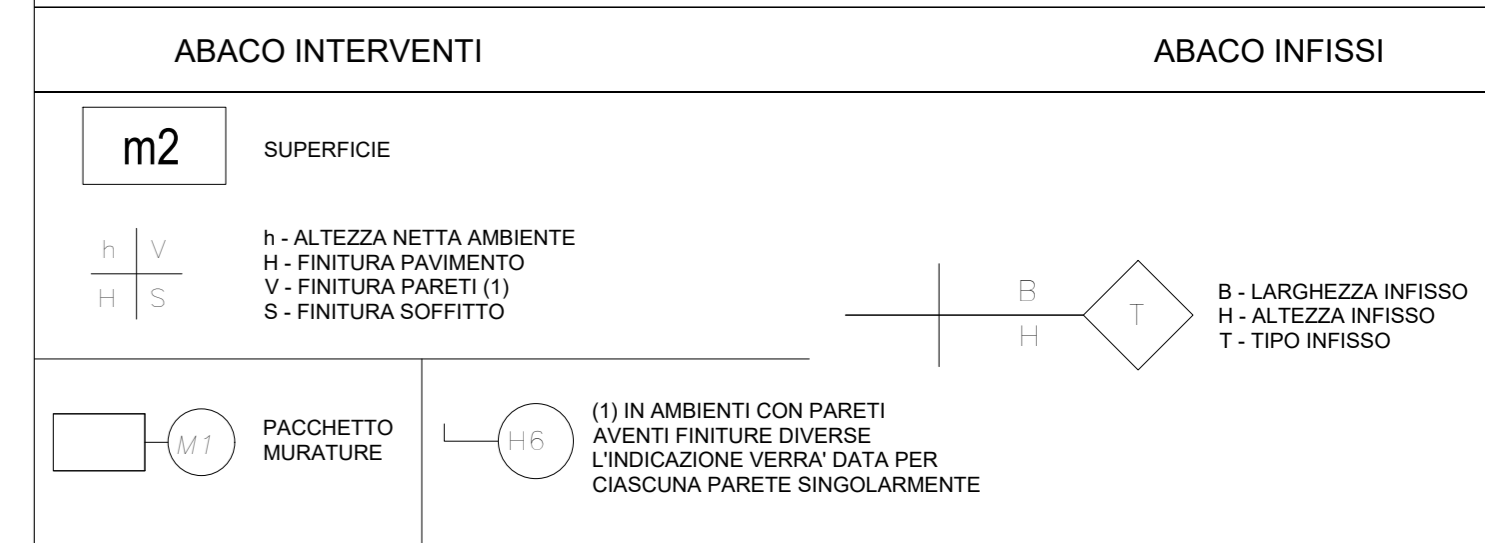 ABACO INTERVENTI
ABACO INFISSI
m2
SUPERFICIE
h V
H S
h - ALTEZZA NETTA AMBIENTE
H - FINITURA PAVIMENTO
V - FINITURA PARETI (1)
S - FINITURA SOFFITTO
B
H
T
B - LARGHEZZA INFISSO
H - ALTEZZA INFISSO
T - TIPO INFISSO
M1
PACCHETTO
MURATURE
H6
(1) IN AMBIENTI CON PARETI
AVENTI FINITURE DIVERSE
L'INDICAZIONE VERRA' DATA PER
CIASCUNA PARETE SINGOLARMENTE